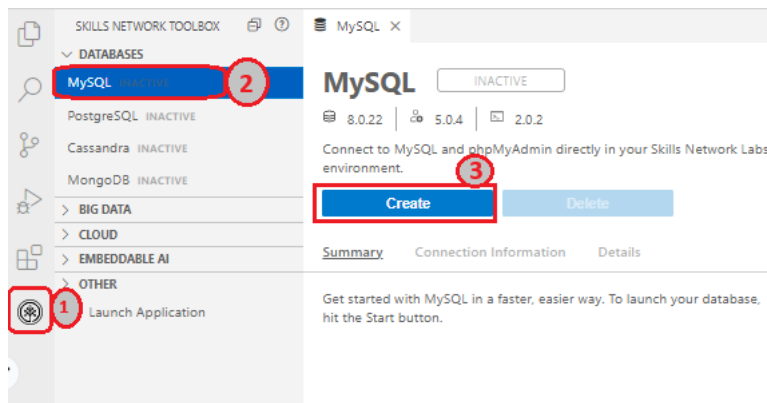 SKILLS NETWORK TOOLBOX
DATABASES
MySQL INACTIVE
2
PostgreSQL INACTIVE
Cassandra INACTIVE
MongoDB INACTIVE
BIG DATA
CLOUD
EMBEDDABLE AI
OTHER
1
Launch Application
MySQL
MySQL INACTIVE
8.0.22 5.0.4 2.0.2
Connect to MySQL and phpMyAdmin directly in your Skills Network Labs
environment.
3
Create Delete
Summary Connection Information Details
Get started with MySQL in a faster, easier way. To launch your database,
hit the Start button.